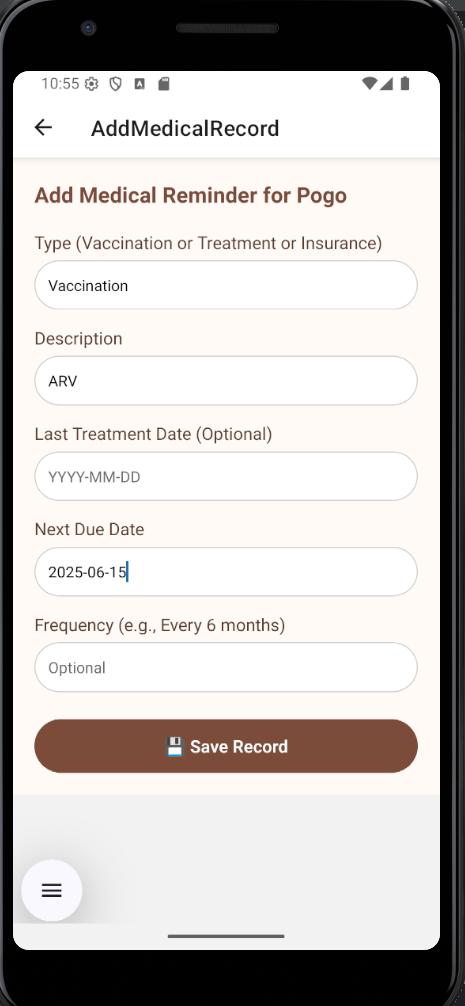 10:55
AddMedicalRecord
Add Medical Reminder for Pogo
Type (Vaccination or Treatment or Insurance)
Vaccination
Description
ARV
Last Treatment Date (Optional)
YYYY-MM-DD
Next Due Date
2025-06-15
Frequency (e.g., Every 6 months)
Optional
💾 Save Record